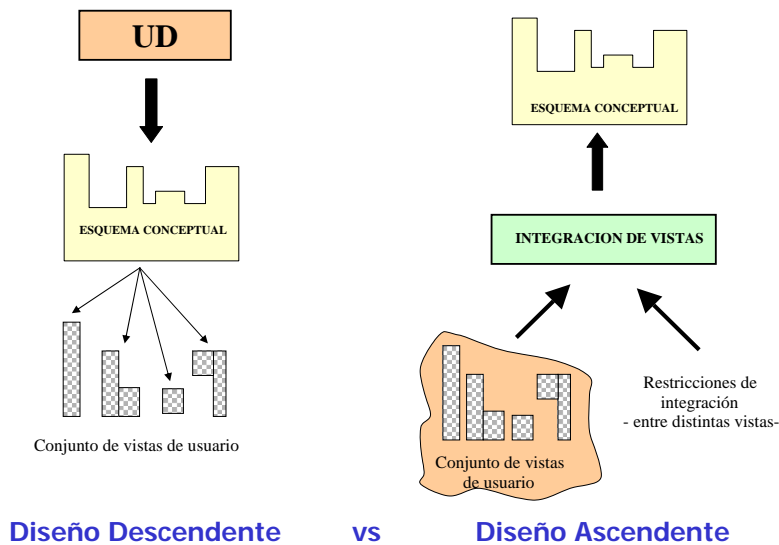 UD
ESQUEMA CONCEPTUAL
Conjunto de vistas de usuario
ESQUEMA CONCEPTUAL
INTEGRACION DE VISTAS
Restricciones de
integración
- entre distintas vistas-
Conjunto de vistas
de usuario
Diseño Descendente vs Diseño Ascendente